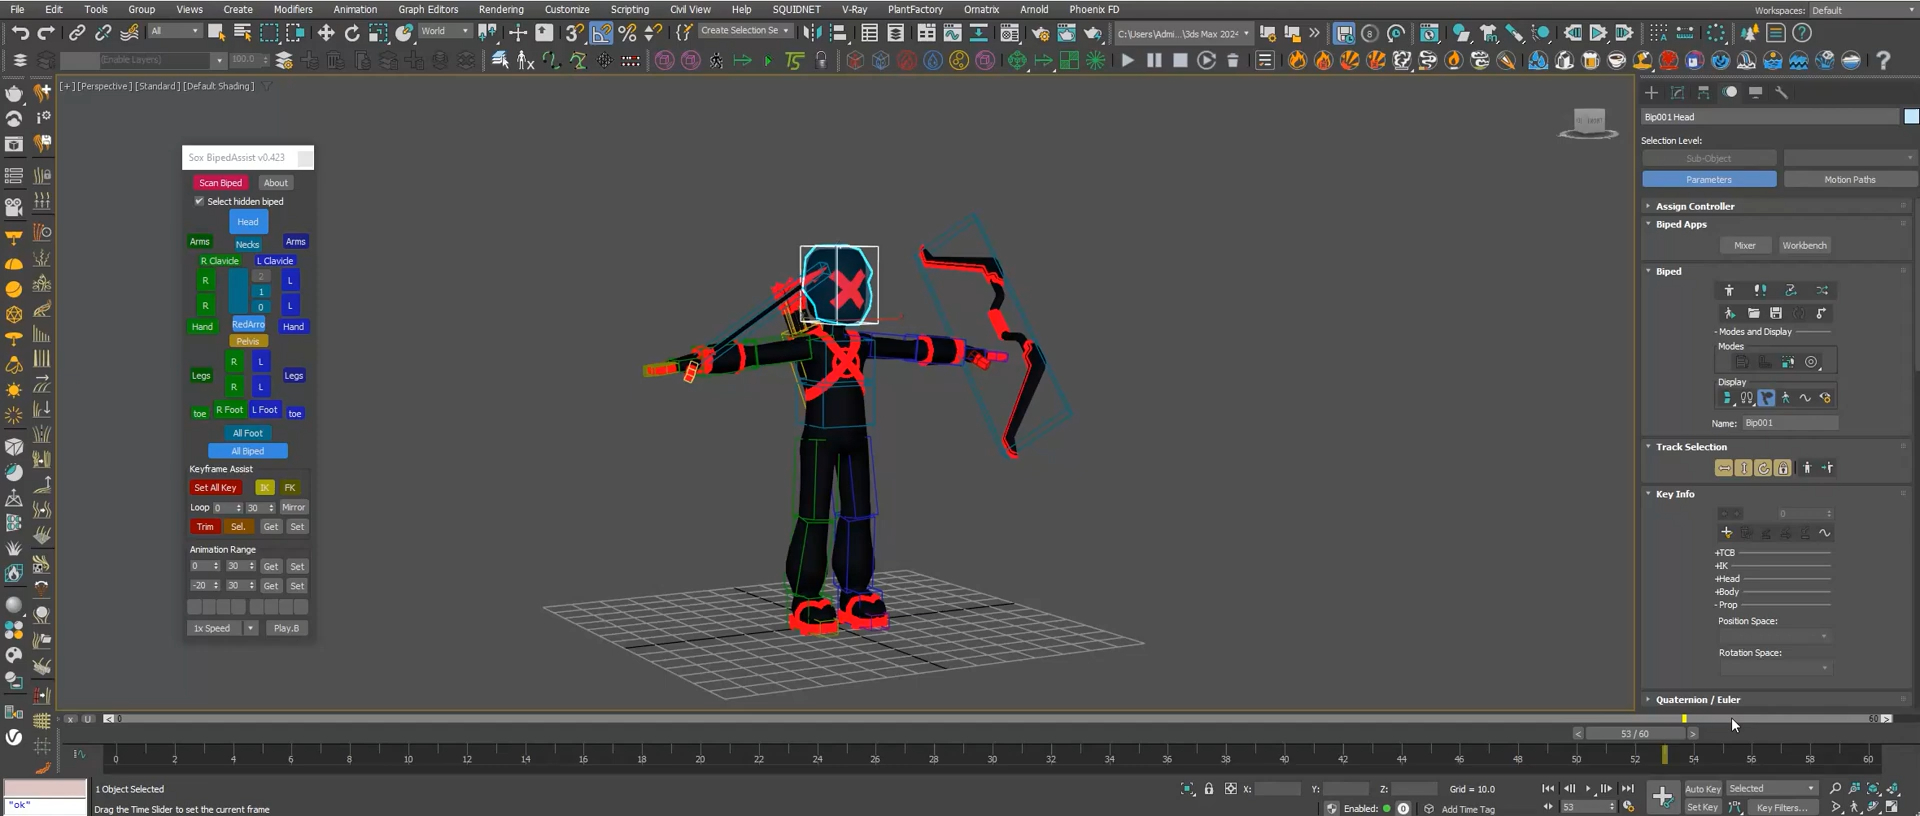 File Edit Tools Group Views Create Modifiers Animation Graph Editors Rendering Customize Scripting Civil View Help SQUIDNET V-Ray PlantFactory Ornatrix Arnold Phoenix FD Workspaces: Default
All World Create Selection Se C:\Users\Admi...\3ds Max 2024
(Enable Layers) 100.0
[+] [Perspective] [Standard] [Default Shading]
Sox BipedAssist v0.423
Scan Biped About
Select hidden biped
Head
Arms Necks Arms
R Clavicle L Clavicle
R 2 L
1
R 0 L
Hand RedArro Hand
Pelvis
R L
Legs Legs
R L
toe R Foot L Foot toe
All Foot
All Biped
Keyframe Assist
Set All Key IK FK
Loop 0 30 Mirror
Trim Sel. Get Set
Animation Range
0 30 Get Set
-20 30 Get Set
1x Speed Play.B
Bip001 Head
Selection Level:
Sub-Object
Parameters Motion Paths
Assign Controller
Biped Apps
Mixer Workbench
Biped
- Modes and Display
Modes
Display
Name: Bip001
Track Selection
Key Info
0
+TCB
+IK
+Head
+Body
- Prop
Position Space:
Rotation Space:
Quaternion / Euler
x U < 0 60 >
< 53 / 60 >
0 2 4 6 8 10 12 14 16 18 20 22 24 26 28 30 32 34 36 38 40 42 44 46 48 50 52 54 56 58 60
1 Object Selected X: Y: Z: Grid = 10.0 Auto Key Selected
"ok" Drag the Time Slider to set the current frame Enabled: 0 Add Time Tag 53 Set Key Key Filters...